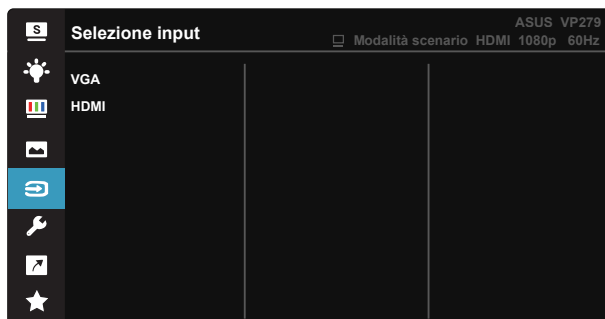 S
Selezione input
ASUS VP279
Modalità scenario HDMI 1080p 60Hz
VGA
HDMI